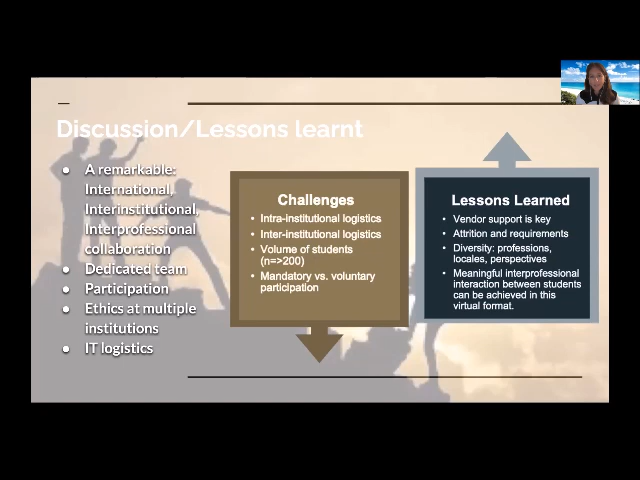 Discussion/Lessons learnt
● A remarkable:
International,
Interinstitutional,
Interprofessional
collaboration
● Dedicated team
● Participation
● Ethics at multiple
institutions
● IT logistics
Challenges
• Intra-institutional logistics
• Inter-institutional logistics
• Volume of students
(n=>200)
• Mandatory vs. voluntary
participation
Lessons Learned
• Vendor support is key
• Attrition and requirements
• Diversity: professions,
locales, perspectives
• Meaningful interprofessional
interaction between students
can be achieved in this
virtual format.